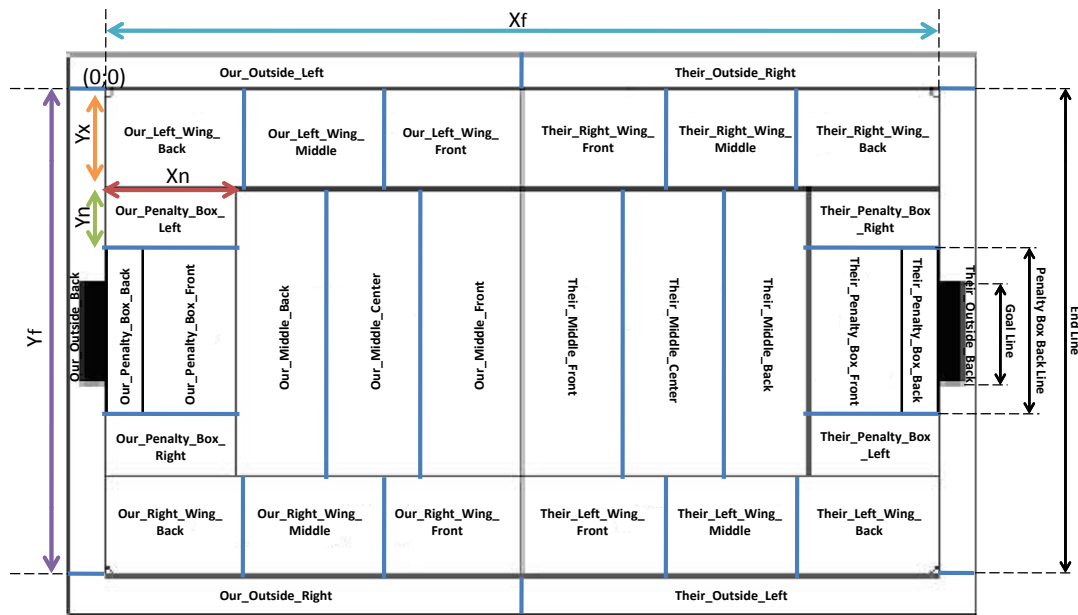 Xf
Our_Outside_Left
Their_Outside_Right
(0,0)
Yx
Our_Left_Wing_
Back
Our_Left_Wing_
Middle
Our_Left_Wing_
Front
Their_Right_Wing_
Front
Their_Right_Wing_
Middle
Their_Right_Wing_
Back
Xn
Yn
Our_Penalty_Box_
Left
Their_Penalty_Box
_Right
Yf
Our_Outside_Back
Our_Penalty_Box_Back
Our_Penalty_Box_Front
Our_Middle_Back
Our_Middle_Center
Our_Middle_Front
Their_Middle_Front
Their_Middle_Center
Their_Middle_Back
Their_Penalty_Box_Front
Their_Penalty_Box_Back
Their_Outside_Back
Goal Line
Penalty Box Back Line
End Line
Our_Penalty_Box_
Right
Their_Penalty_Box
_Left
Our_Right_Wing_
Back
Our_Right_Wing_
Middle
Our_Right_Wing_
Front
Their_Left_Wing_
Front
Their_Left_Wing_
Middle
Their_Left_Wing_
Back
Our_Outside_Right
Their_Outside_Left